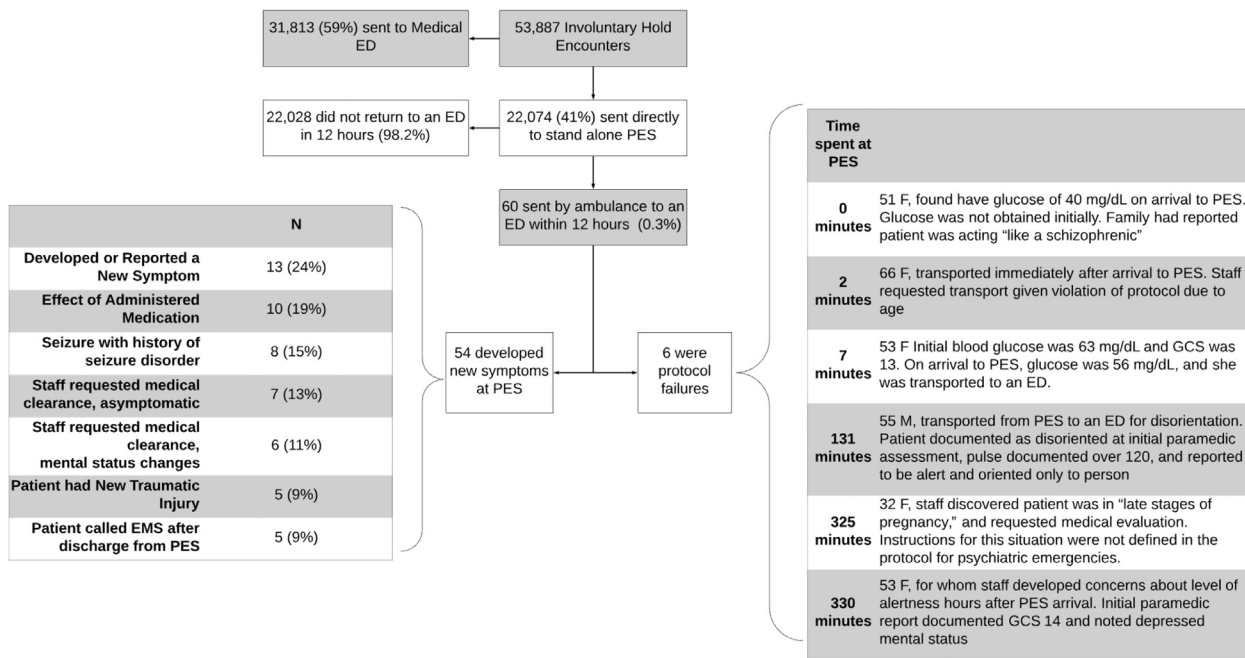 31,813 (59%) sent to Medical
ED
53,887 Involuntary Hold
Encounters
22,028 did not return to an ED
in 12 hours (98.2%)
22,074 (41%) sent directly
to stand alone PES
60 sent by ambulance to an
ED within 12 hours (0.3%)
N
Developed or Reported a
New Symptom
13 (24%)
Effect of Administered
Medication
10 (19%)
Seizure with history of
seizure disorder
8 (15%)
Staff requested medical
clearance, asymptomatic
7 (13%)
Staff requested medical
clearance,
mental status changes
6 (11%)
Patient had New Traumatic
Injury
5 (9%)
Patient called EMS after
discharge from PES
5 (9%)
54 developed
new symptoms
at PES
6 were
protocol
failures
Time
spent at
PES
0
minutes
51 F, found have glucose of 40 mg/dL on arrival to PES.
Glucose was not obtained initially. Family had reported
patient was acting “like a schizophrenic”
2
minutes
66 F, transported immediately after arrival to PES. Staff
requested transport given violation of protocol due to
age
7
minutes
53 F Initial blood glucose was 63 mg/dL and GCS was
13. On arrival to PES, glucose was 56 mg/dL, and she
was transported to an ED.
131
minutes
55 M, transported from PES to an ED for disorientation.
Patient documented as disoriented at initial paramedic
assessment, pulse documented over 120, and reported
to be alert and oriented only to person
325
minutes
32 F, staff discovered patient was in “late stages of
pregnancy,” and requested medical evaluation.
Instructions for this situation were not defined in the
protocol for psychiatric emergencies.
330
minutes
53 F, for whom staff developed concerns about level of
alertness hours after PES arrival. Initial paramedic
report documented GCS 14 and noted depressed
mental status